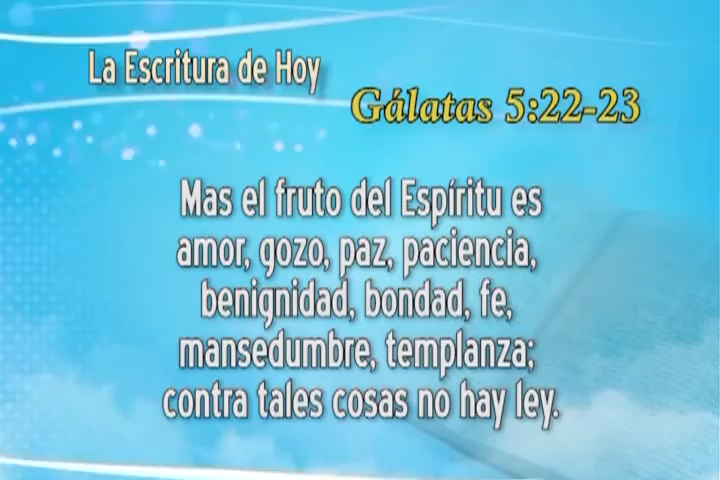 La Escritura de Hoy
Gálatas 5:22-23
Mas el fruto del Espíritu es
amor, gozo, paz, paciencia,
benignidad, bondad, fe,
mansedumbre, templanza;
contra tales cosas no hay ley.